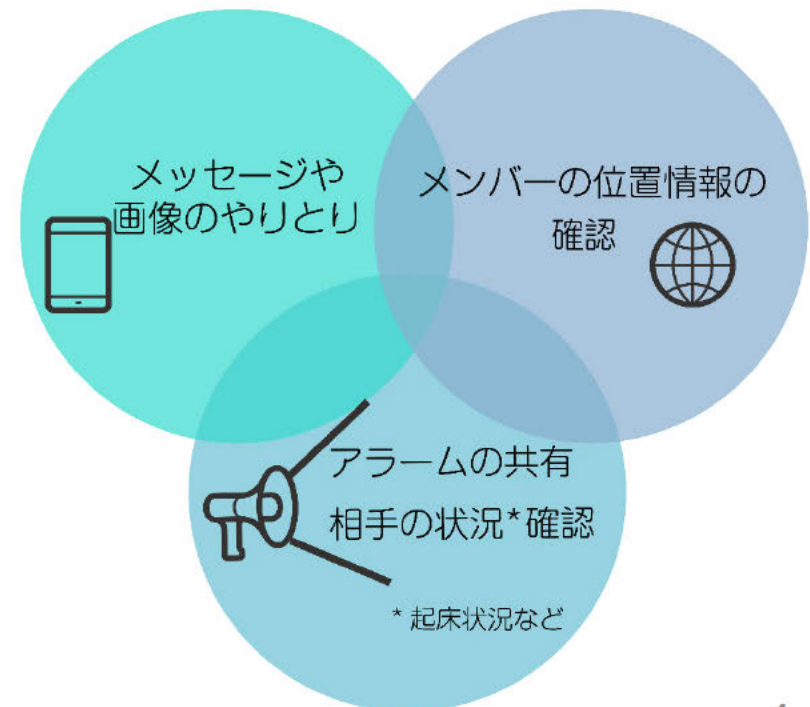 メッセージや
画像のやりとり
メンバーの位置情報の
確認
アラームの共有
相手の状況*確認
* 起床状況など